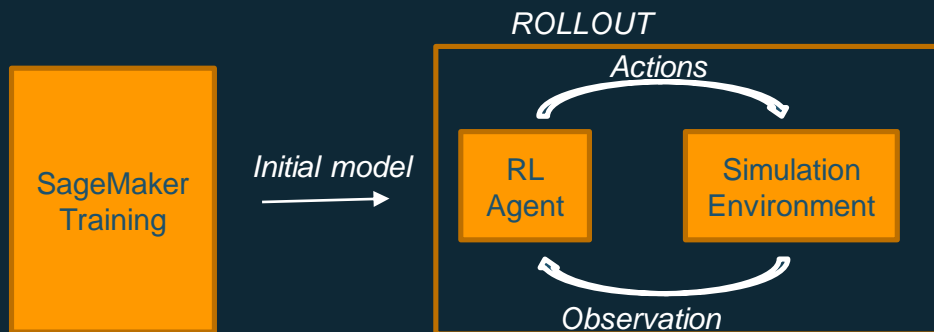 ROLLOUT
Actions
SageMaker
Training
Initial model
RL
Agent
Simulation
Environment
Observation